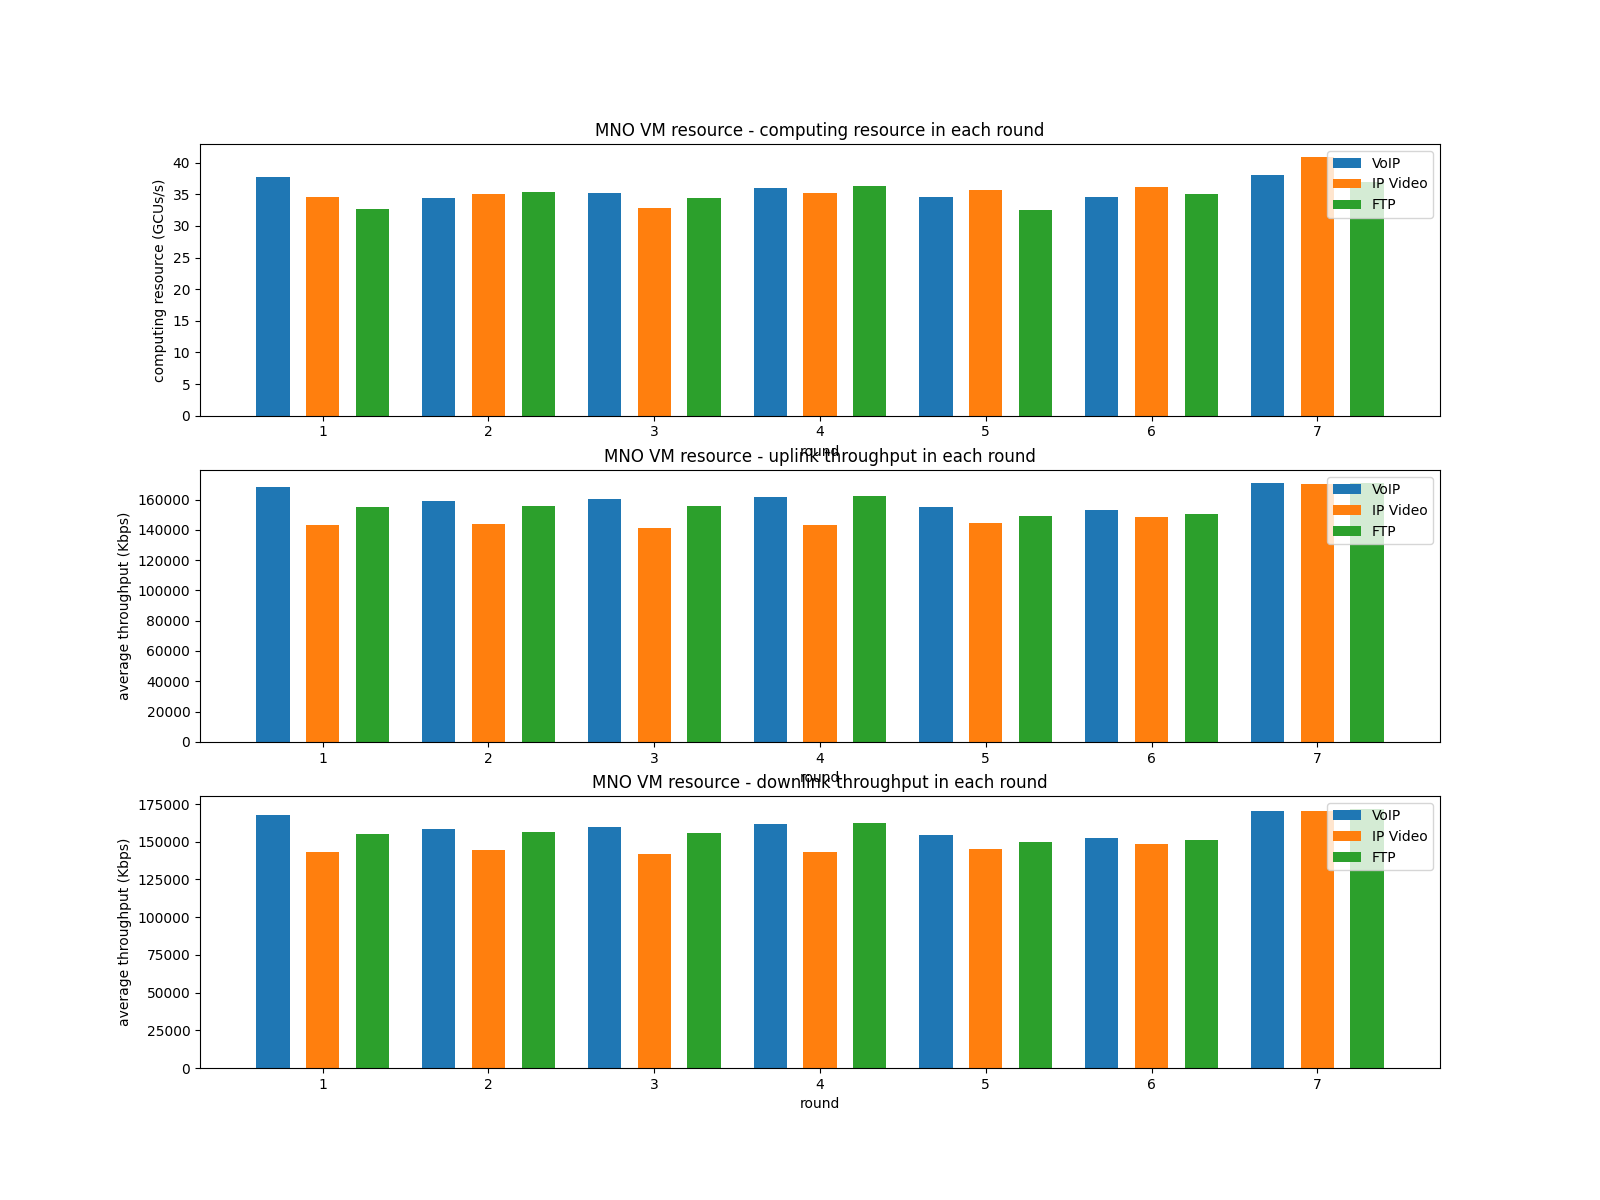 MNO VM resource - computing resource in each round
computing resource (GCUs/s)
40
35
30
25
20
15
10
5
0
VoIP
IP Video
FTP
1 2 3 4 5 6 7
round
MNO VM resource - uplink throughput in each round
average throughput (Kbps)
160000
140000
120000
100000
80000
60000
40000
20000
0
VoIP
IP Video
FTP
1 2 3 4 5 6 7
round
MNO VM resource - downlink throughput in each round
average throughput (Kbps)
175000
150000
125000
100000
75000
50000
25000
0
VoIP
IP Video
FTP
1 2 3 4 5 6 7
round